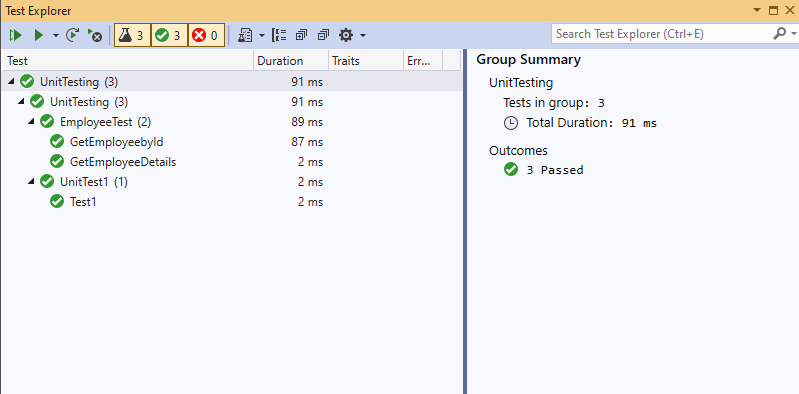 Test Explorer
3 3 0
Search Test Explorer (Ctrl+E)
Test Duration Traits Err...
UnitTesting (3) 91 ms
UnitTesting (3) 91 ms
EmployeeTest (2) 89 ms
GetEmployeebyId 87 ms
GetEmployeeDetails 2 ms
UnitTest1 (1) 2 ms
Test1 2 ms
Group Summary
UnitTesting
Tests in group: 3
Total Duration: 91 ms
Outcomes
3 Passed